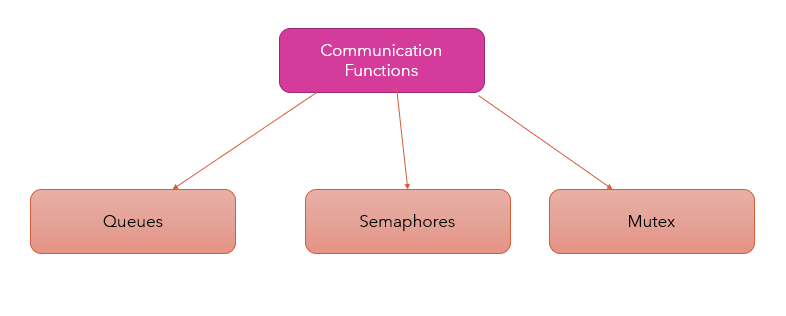 Communication
Functions
Queues
Semaphores
Mutex